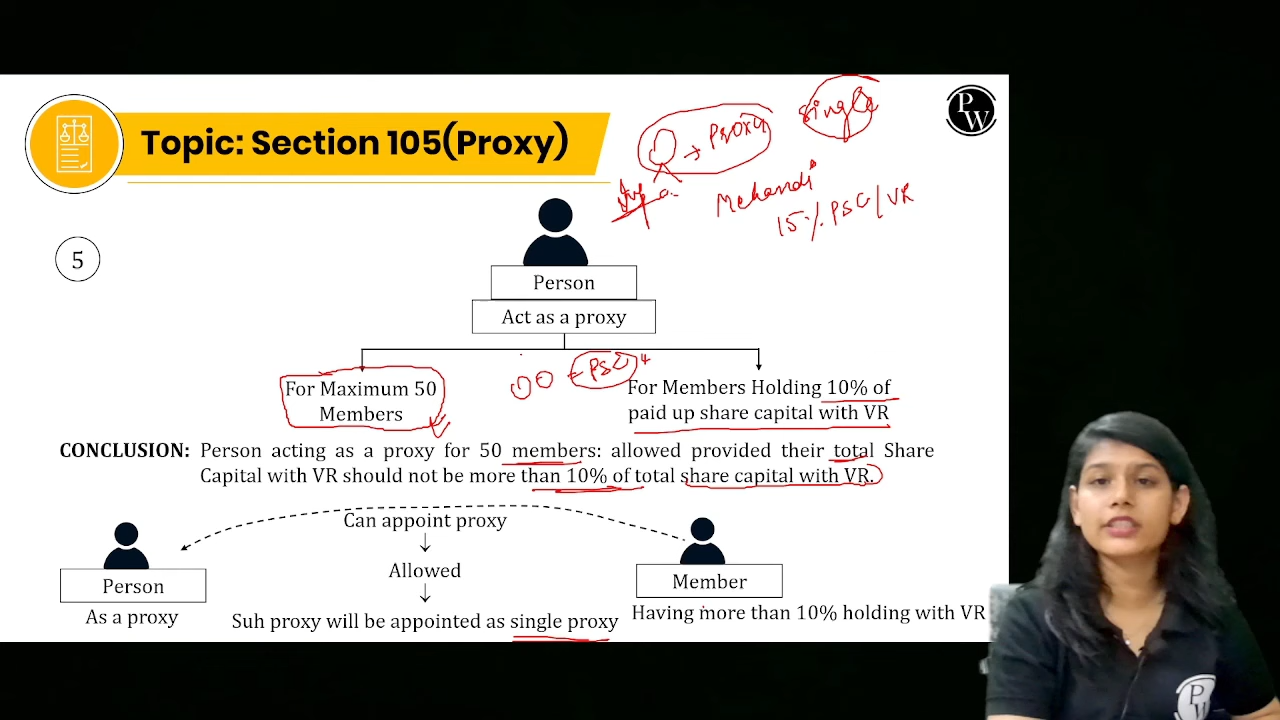 Topic: Section 105(Proxy)
→ Proxy
single
Mehandi
15% PSC/VR
P
W
5
Person
Act as a proxy
For Maximum 50
Members
PSC
For Members Holding 10% of
paid up share capital with VR
CONCLUSION: Person acting as a proxy for 50 members: allowed provided their total Share
Capital with VR should not be more than 10% of total share capital with VR.
Can appoint proxy
Allowed
Suh proxy will be appointed as single proxy
Person
As a proxy
Member
Having more than 10% holding with VR
P
W